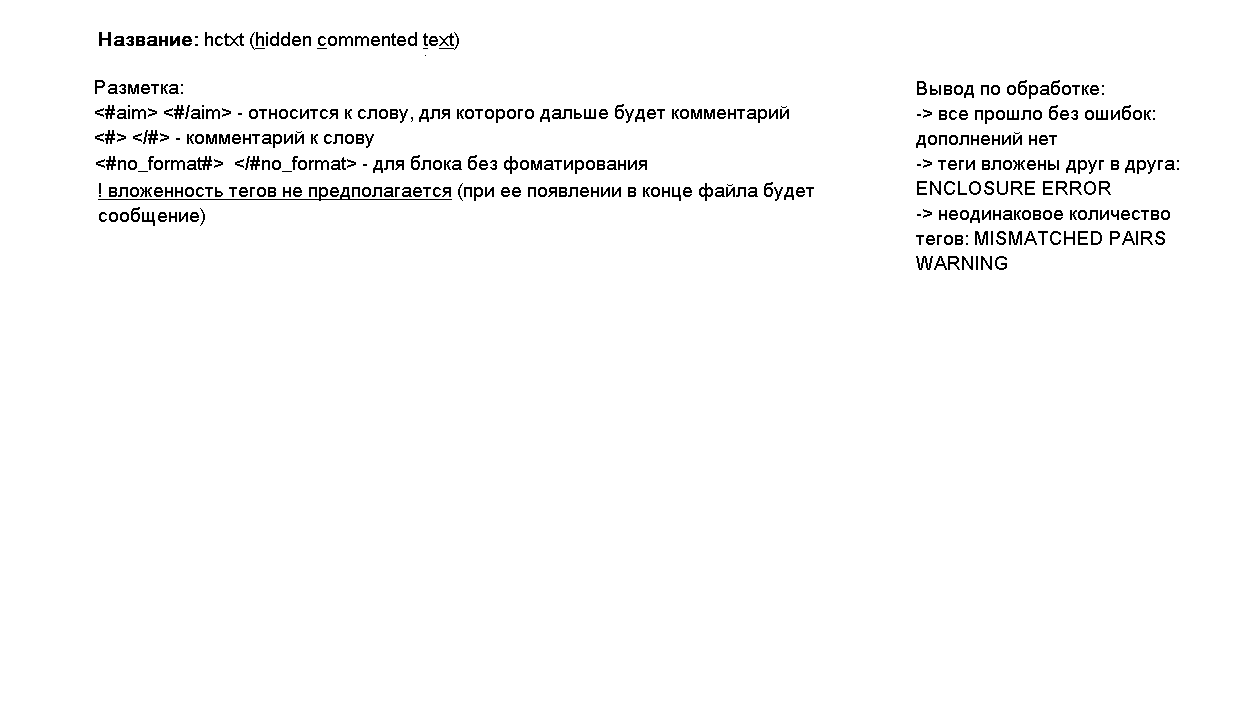 Название: hctxt (hidden commented text)
Разметка:
<#aim> <#/aim> - относится к слову, для которого дальше будет комментарий
<#> </#> - комментарий к слову
<#no_format#>  </#no_format> - для блока без фоматирования
! вложенность тегов не предполагается (при ее появлении в конце файла будет
сообщение)
Вывод по обработке:
-> все прошло без ошибок:
дополнений нет
-> теги вложены друг в друга:
ENCLOSURE ERROR
-> неодинаковое количество
тегов: MISMATCHED PAIRS
WARNING